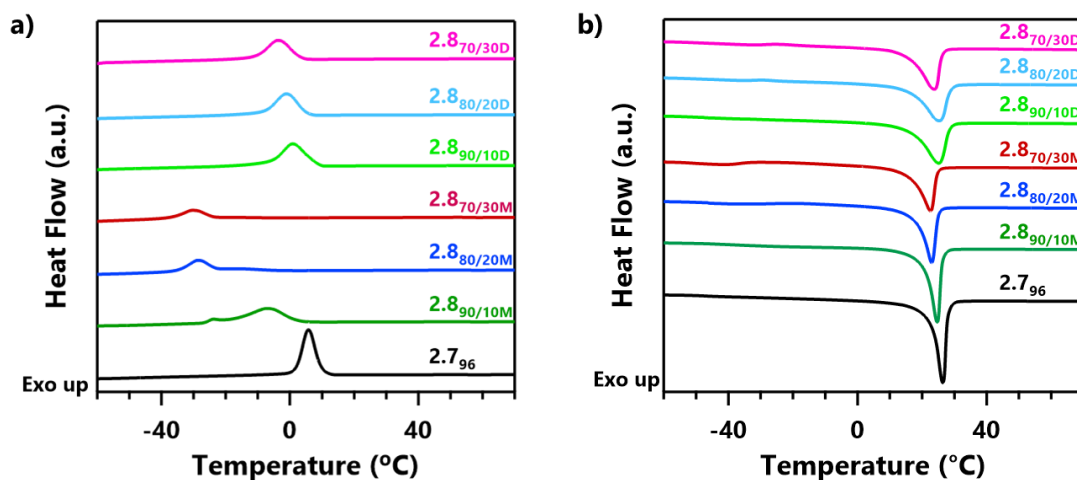 a)
Heat Flow (a.u.)
2.870/30D
2.880/20D
2.890/10D
2.870/30M
2.880/20M
2.890/10M
2.796
Exo up
-40
0
40
Temperature (ºC)
b)
Heat Flow (a.u.)
2.870/30D
2.880/20D
2.890/10D
2.870/30M
2.880/20M
2.890/10M
2.796
Exo up
-40
0
40
Temperature (°C)